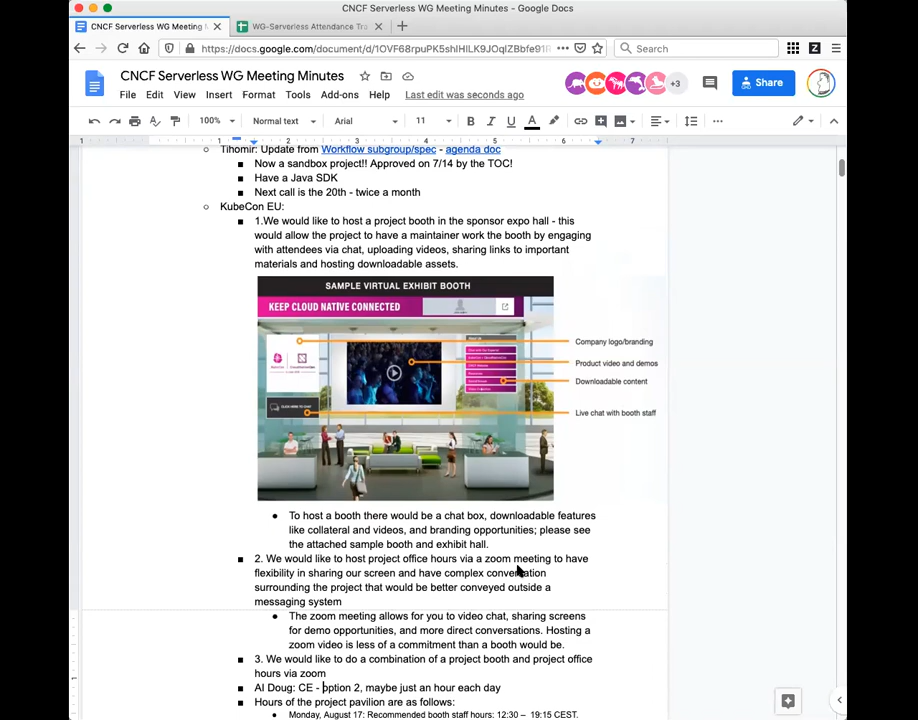 CNCF Serverless WG Meeting Minutes - Google Docs
CNCF Serverless WG Meeting
WG-Serverless Attendance Tra
https://docs.google.com/document/d/1OVF68rpuPK5shIHILK9JOqIZBbfe91
Search
CNCF Serverless WG Meeting Minutes
File Edit View Insert Format Tools Add-ons Help Last edit was seconds ago
+3
Share
100% Normal text Arial 11
1 1 2 3 4 5 6 7
Tihomir: Update from Workflow subgroup/spec - agenda doc
Now a sandbox project!! Approved on 7/14 by the TOC!
Have a Java SDK
Next call is the 20th - twice a month
KubeCon EU:
1.We would like to host a project booth in the sponsor expo hall - this
would allow the project to have a maintainer work the booth by engaging
with attendees via chat, uploading videos, sharing links to important
materials and hosting downloadable assets.
SAMPLE VIRTUAL EXHIBIT BOOTH
KEEP CLOUD NATIVE CONNECTED
Company logo/branding
Product video and demos
Downloadable content
Live chat with booth staff
To host a booth there would be a chat box, downloadable features
like collateral and videos, and branding opportunities; please see
the attached sample booth and exhibit hall.
2. We would like to host project office hours via a zoom meeting to have
flexibility in sharing our screen and have complex conversation
surrounding the project that would be better conveyed outside a
messaging system
The zoom meeting allows for you to video chat, sharing screens
for demo opportunities, and more direct conversations. Hosting a
zoom video is less of a commitment than a booth would be.
3. We would like to do a combination of a project booth and project office
hours via zoom
AI Doug: CE - option 2, maybe just an hour each day
Hours of the project pavilion are as follows:
Monday, August 17: Recommended booth staff hours: 12:30 – 19:15 CEST.